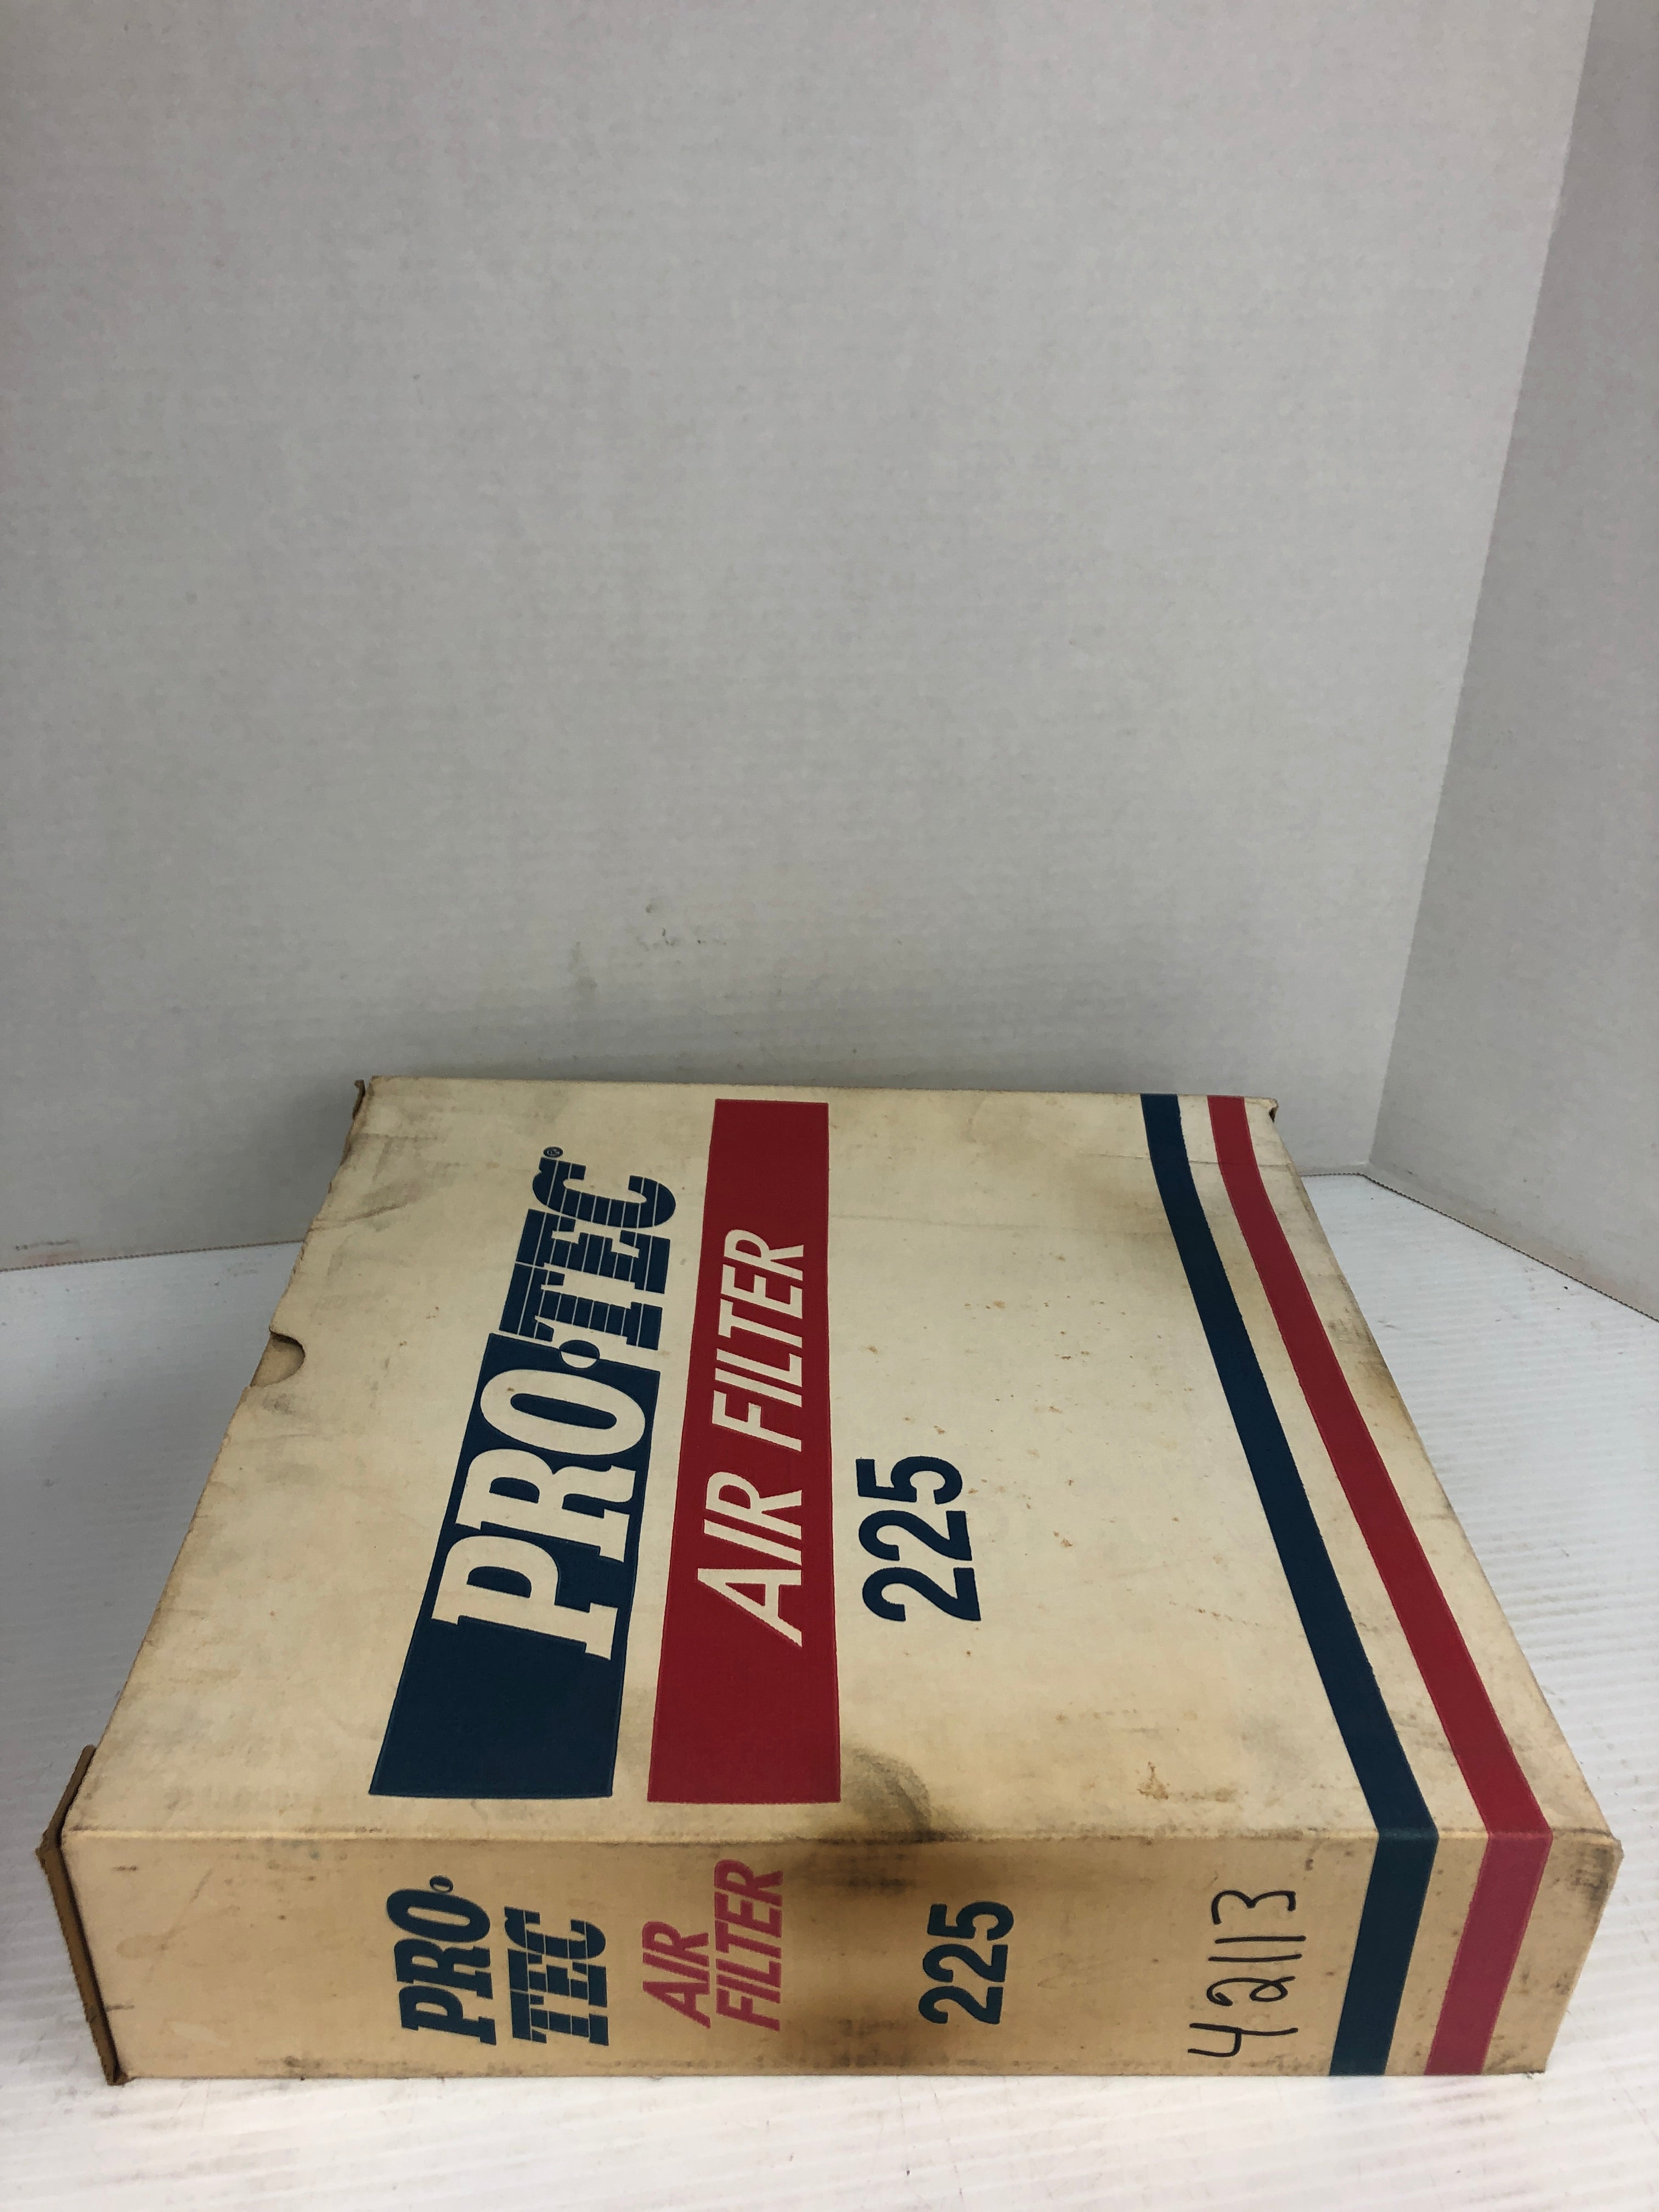 PRO•TEC®
AIR FILTER
225
PRO•
TEC
AIR
FILTER
225
42113